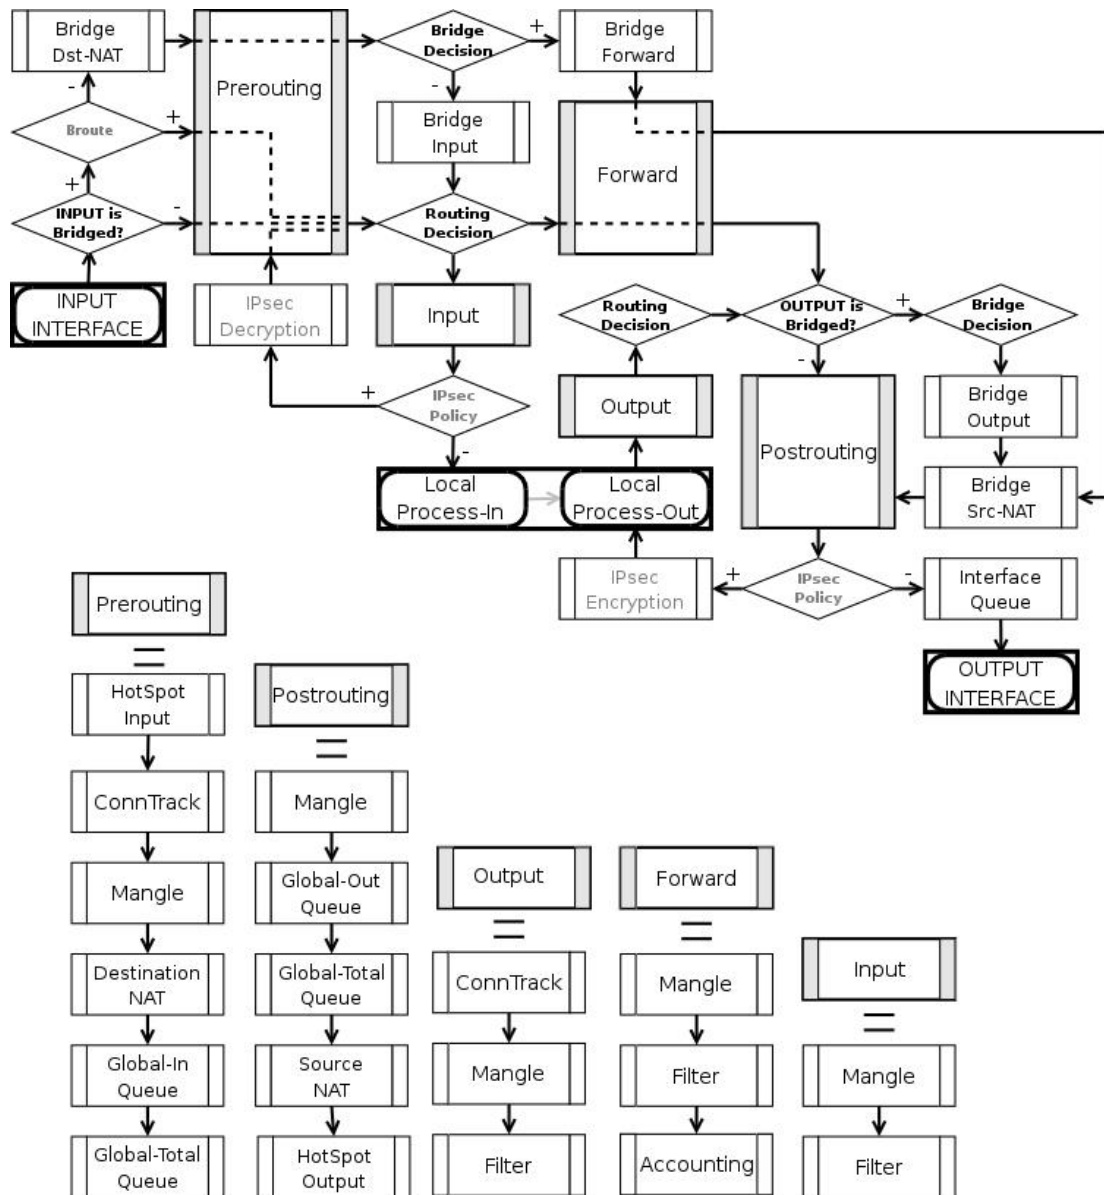 Bridge
Dst-NAT
Prerouting
Bridge
Decision
+
Bridge
Forward
-
+
-
Broute
Bridge
Input
Forward
+
INPUT is
Bridged?
-
Routing
Decision
INPUT
INTERFACE
IPsec
Decryption
Input
Routing
Decision
OUTPUT is
Bridged?
+
Bridge
Decision
-
+
IPsec
Policy
Output
Postrouting
Bridge
Output
-
Local
Process-In
Local
Process-Out
Bridge
Src-NAT
IPsec
Encryption
+
IPsec
Policy
-
Interface
Queue
OUTPUT
INTERFACE
Prerouting
=
HotSpot
Input
ConnTrack
Mangle
Destination
NAT
Global-In
Queue
Global-Total
Queue
Postrouting
=
Mangle
Global-Out
Queue
Global-Total
Queue
Source
NAT
HotSpot
Output
Output
=
ConnTrack
Mangle
Filter
Forward
=
Mangle
Filter
Accounting
Input
=
Mangle
Filter